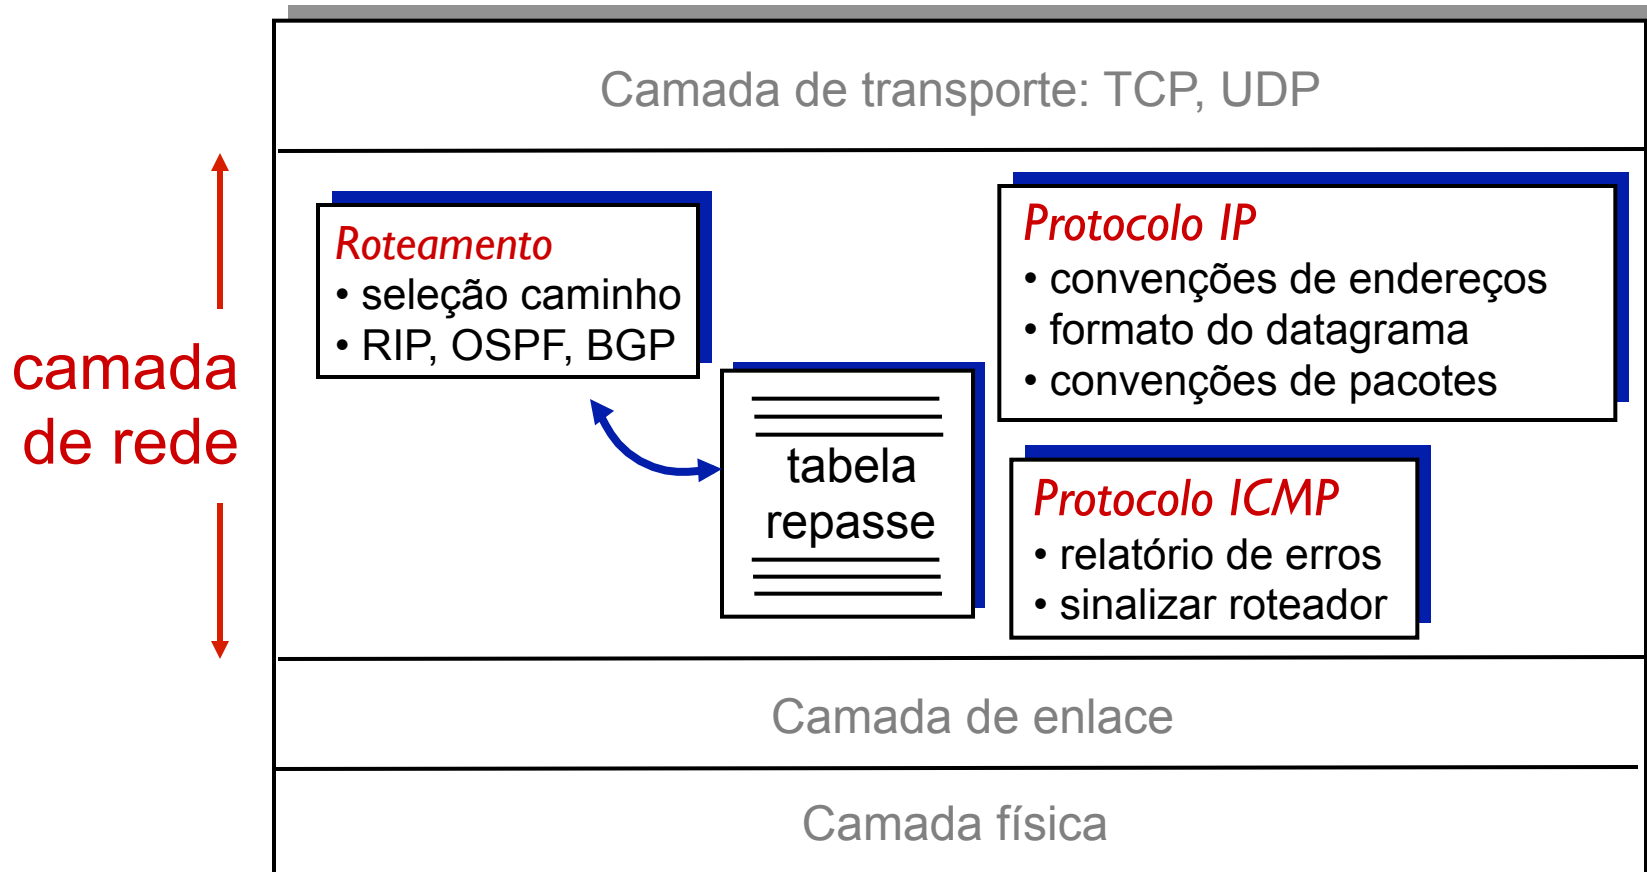 Camada de transporte: TCP, UDP
camada
de rede
Roteamento
• seleção caminho
• RIP, OSPF, BGP
tabela
repasse
Protocolo IP
• convenções de endereços
• formato do datagrama
• convenções de pacotes
Protocolo ICMP
• relatório de erros
• sinalizar roteador
Camada de enlace
Camada física